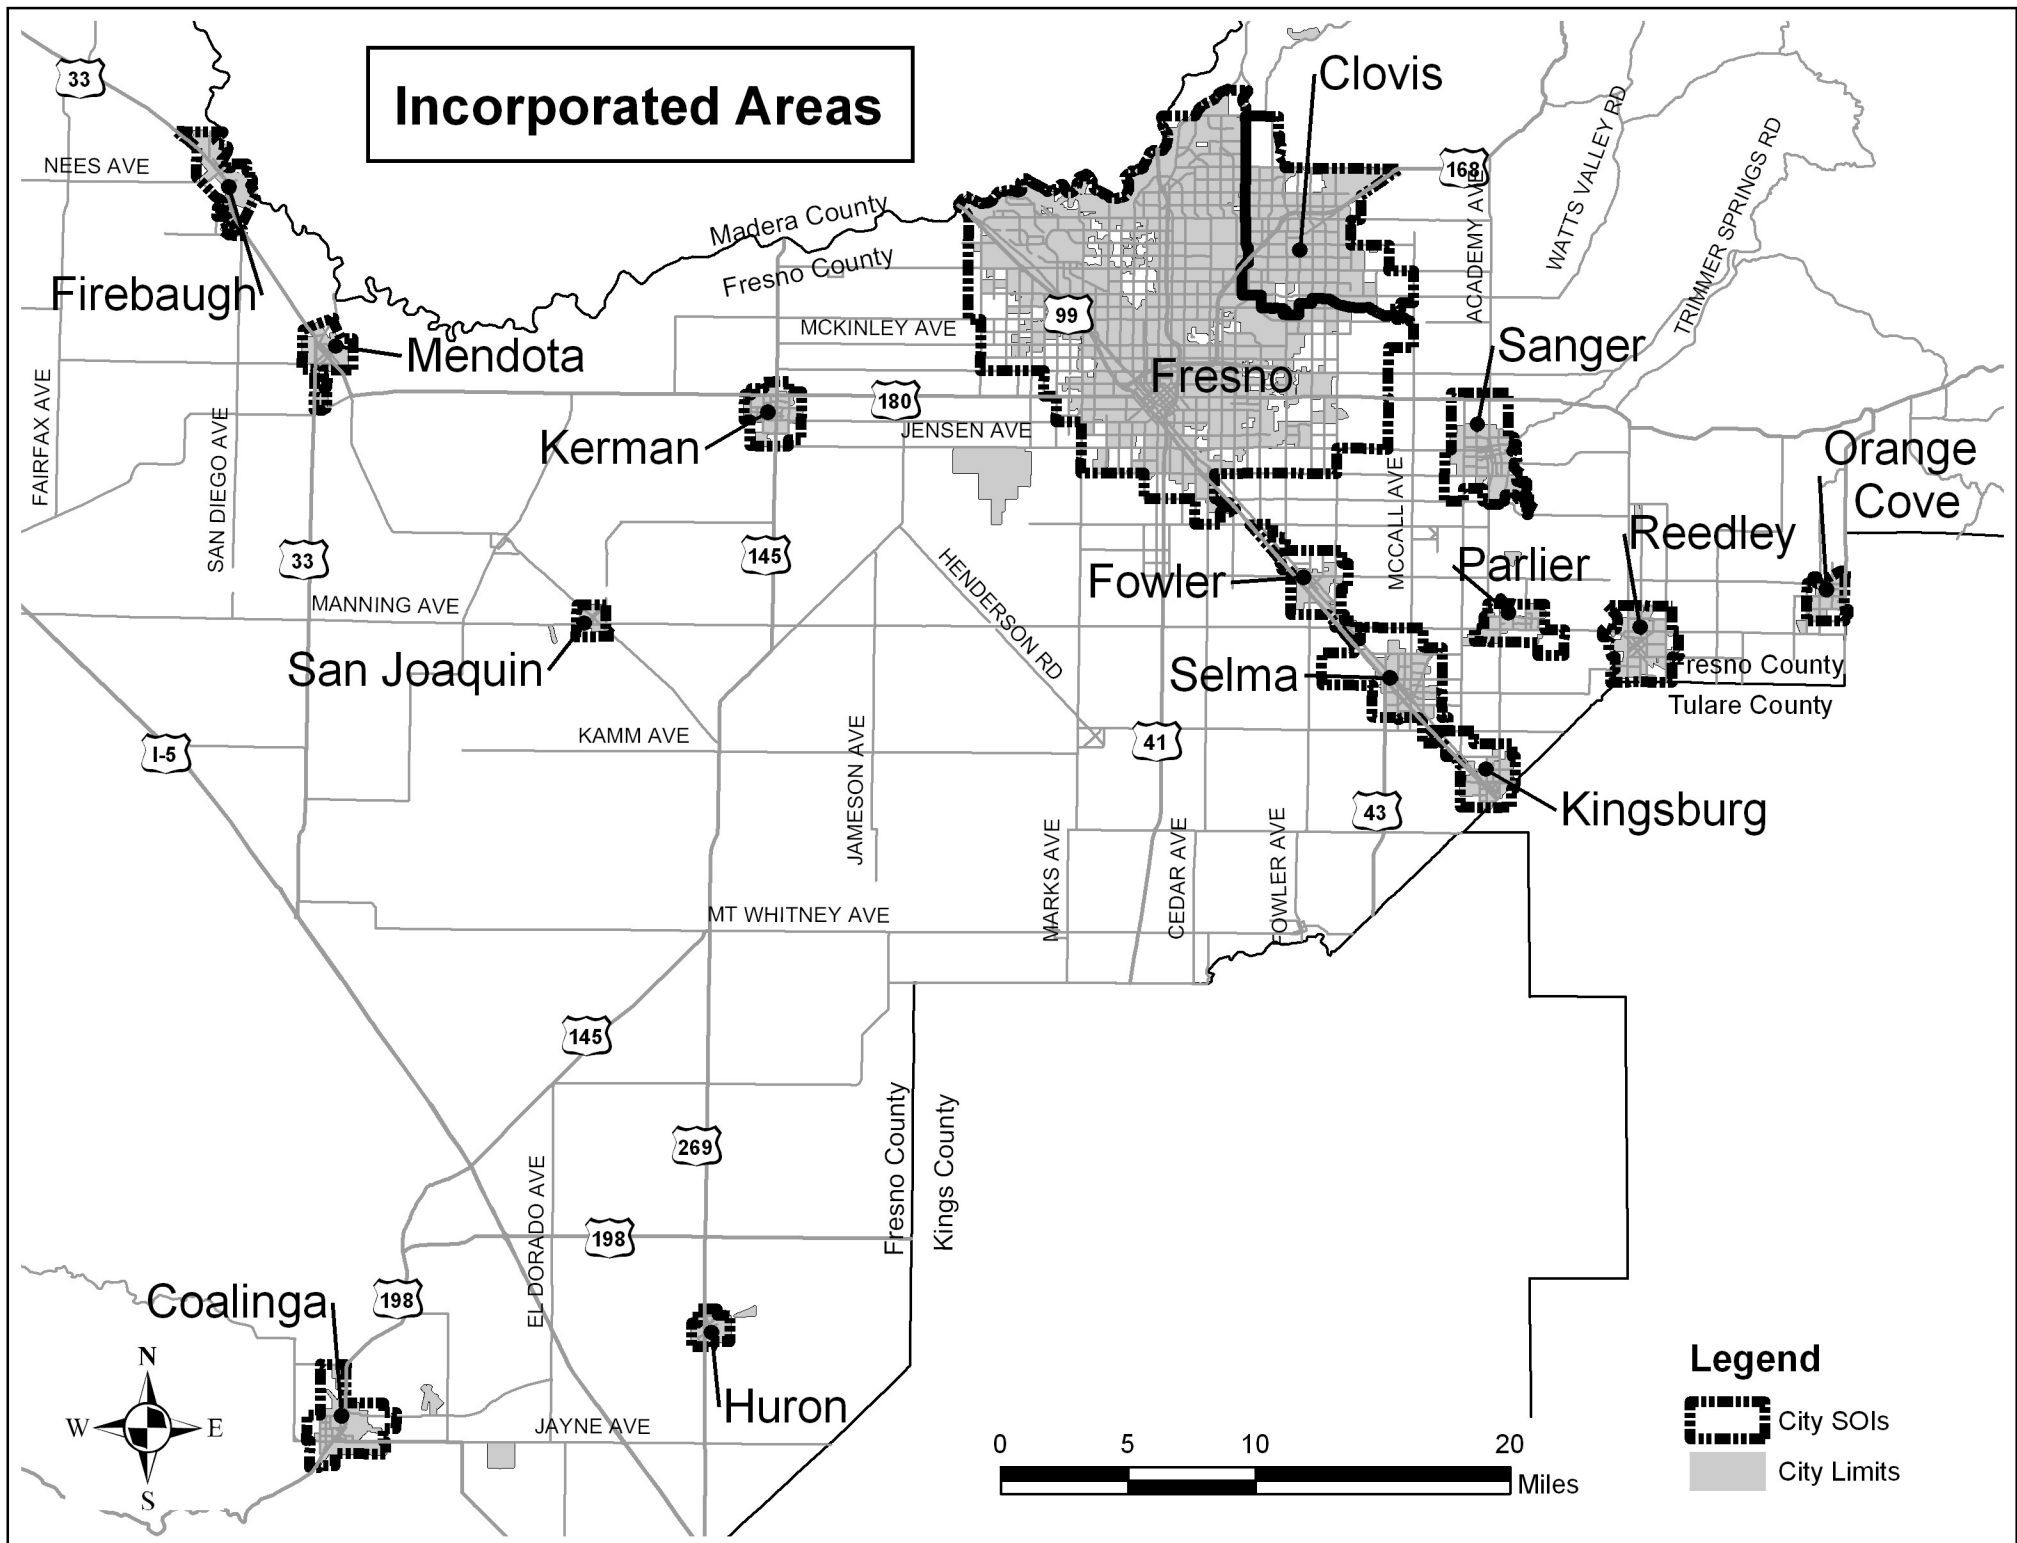 Incorporated Areas
Clovis
33
168
NEES AVE
WATTS VALLEY RD
TRIMMER SPRINGS RD
ACADEMY AVE
Madera County
Fresno County
Firebaugh
99
MCKINLEY AVE
Mendota
Sanger
Fresno
FAIRFAX AVE
SAN DIEGO AVE
180
Kerman
JENSEN AVE
Orange
Cove
MCCALL AVE
Reedley
33
145
Parlier
HENDERSON RD
Fowler
MANNING AVE
San Joaquin
Selma
Fresno County
Tulare County
KAMM AVE
I-5
41
JAMESON AVE
43
Kingsburg
MARKS AVE
CEDAR AVE
FOWLER AVE
MT WHITNEY AVE
145
269
Fresno County
Kings County
EL DORADO AVE
198
198
Coalinga
Huron
JAYNE AVE
N
W
E
S
Legend
City SOIs
City Limits
0
5
10
20
Miles